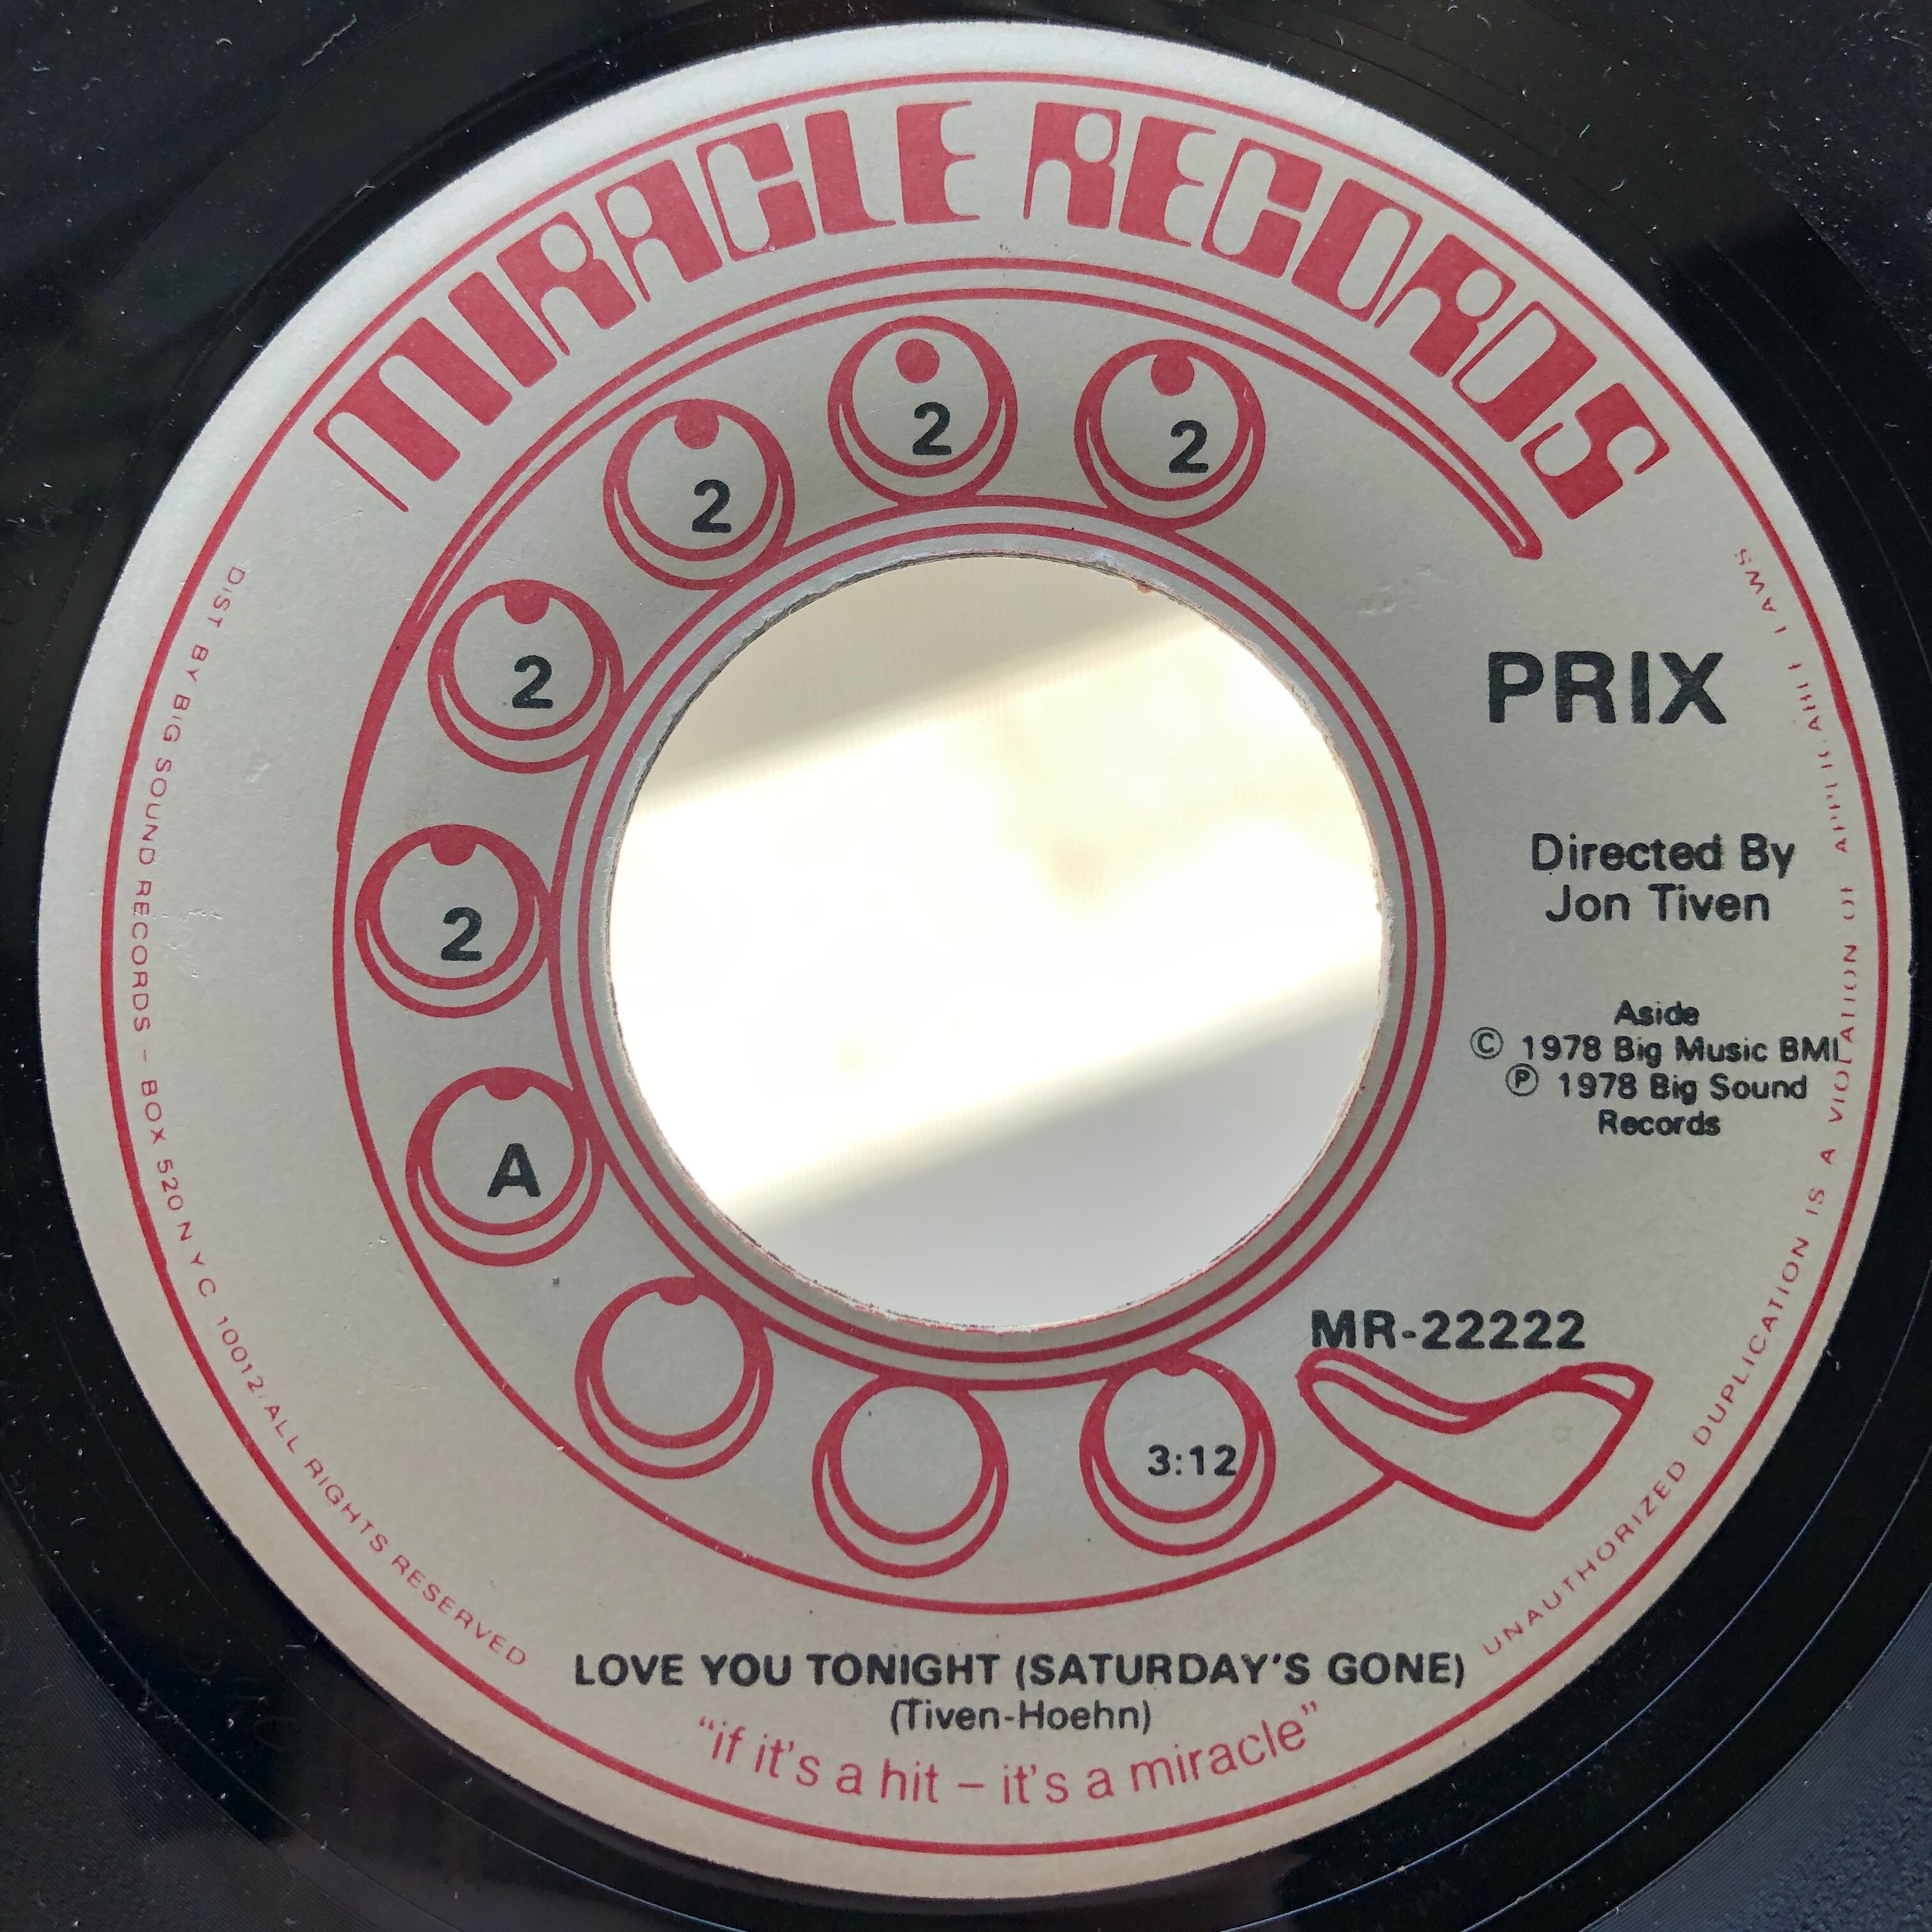 MIRACLE RECORDS
2
2
2
2
2
A
3:12
PRIX
Directed By
Jon Tiven
Aside
© 1978 Big Music BMI
℗ 1978 Big Sound
Records
MR-22222
LOVE YOU TONIGHT (SATURDAY'S GONE)
(Tiven-Hoehn)
“if it's a hit – it's a miracle”
DIST BY BIG SOUND RECORDS - BOX 520 N Y C 10012/ALL RIGHTS RESERVED
UNAUTHORIZED DUPLICATION IS A VIOLATION OF APPLICABLE LAWS